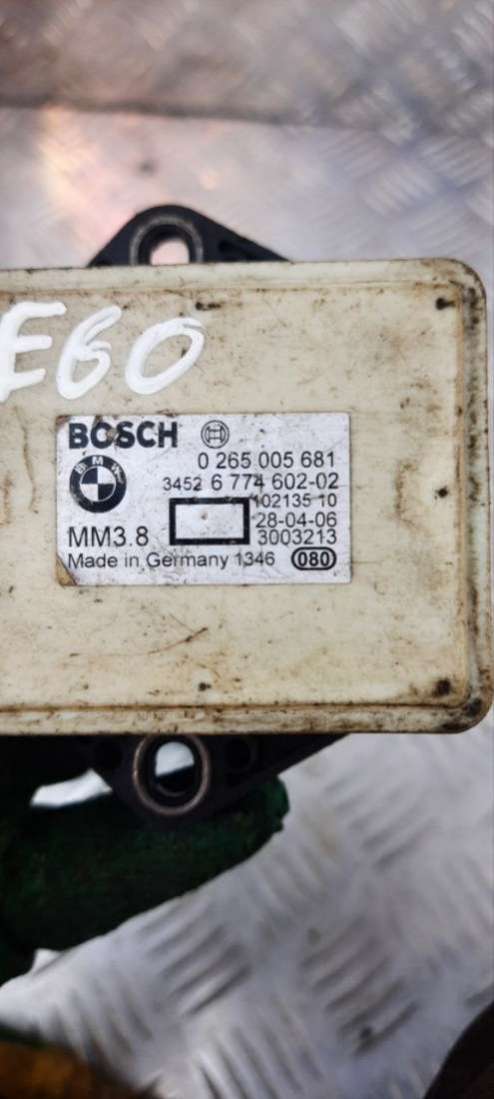 E60
BOSCH
BMW
0 265 005 681
3452 6 774 602-02
102135 10
28-04-06
MM3.8
3003213
Made in Germany 1346 080